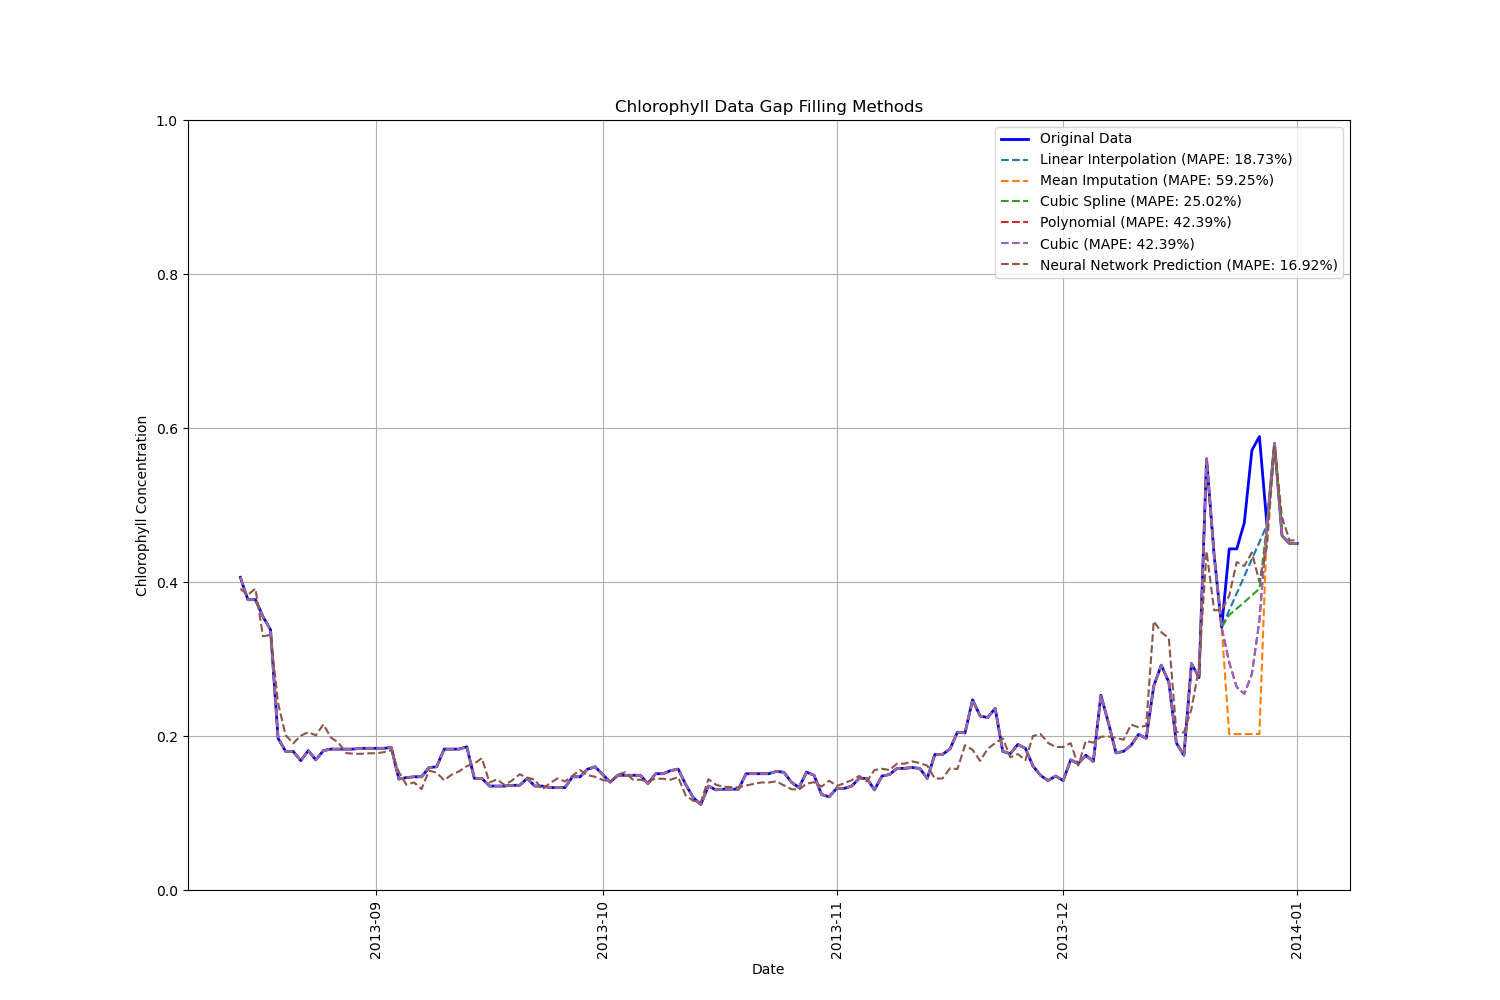 Chlorophyll Data Gap Filling Methods
1.0
0.8
0.6
0.4
0.2
0.0
Chlorophyll Concentration
Original Data
Linear Interpolation (MAPE: 18.73%)
Mean Imputation (MAPE: 59.25%)
Cubic Spline (MAPE: 25.02%)
Polynomial (MAPE: 42.39%)
Cubic (MAPE: 42.39%)
Neural Network Prediction (MAPE: 16.92%)
2013-09
2013-10
2013-11
2013-12
2014-01
Date